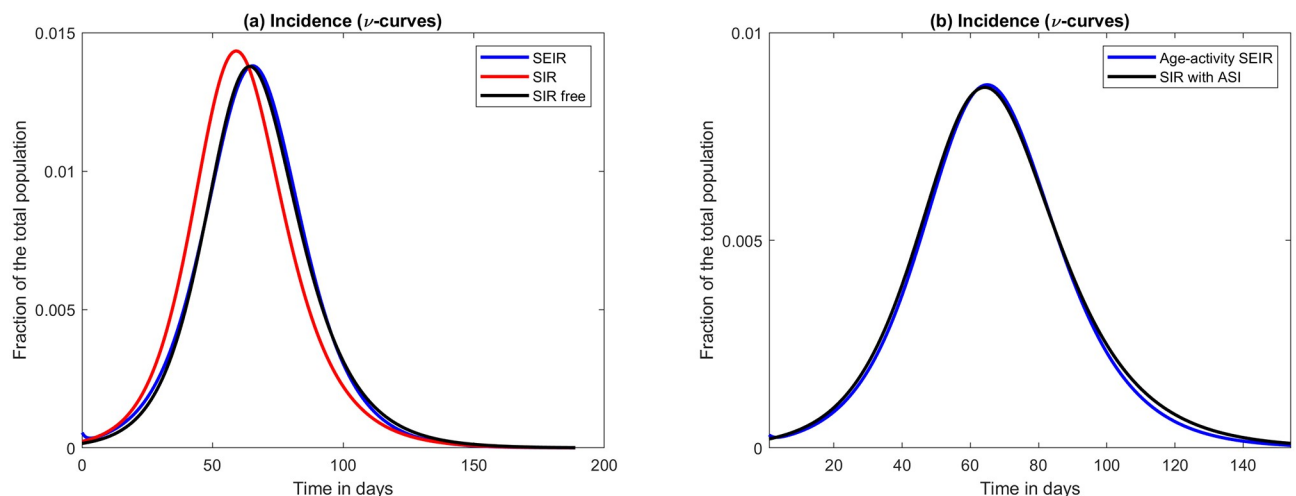 (a) Incidence (ν-curves)
Fraction of the total population
0.015
0.01
0.005
0
SEIR
SIR
SIR free
0 50 100 150 200
Time in days
(b) Incidence (ν-curves)
Fraction of the total population
0.01
0.005
0
Age-activity SEIR
SIR with ASI
20 40 60 80 100 120 140
Time in days